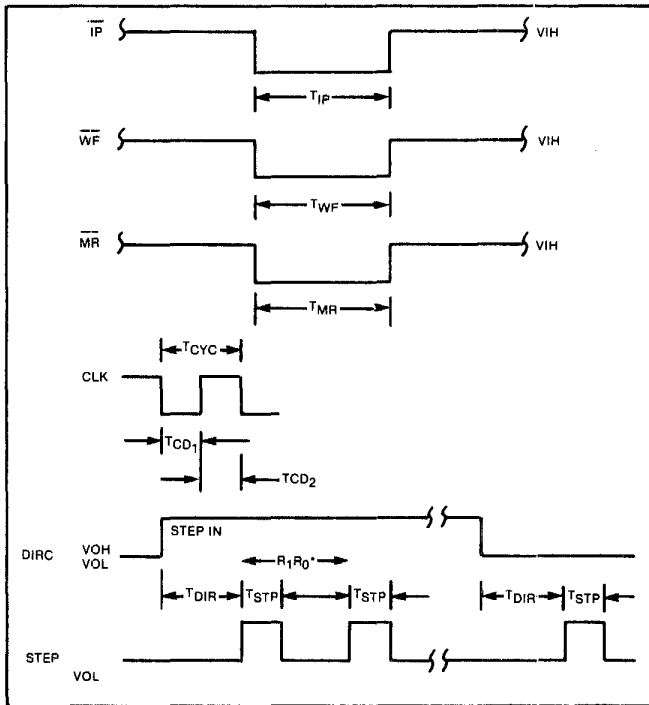 IP VIH
TIP
WF VIH
TWF
MR VIH
TMR
TCYC
CLK
TCD1
TCD2
STEP IN
DIRC VOH
VOL
R1R0*
TDIR TSTP TSTP TDIR TSTP
STEP
VOL